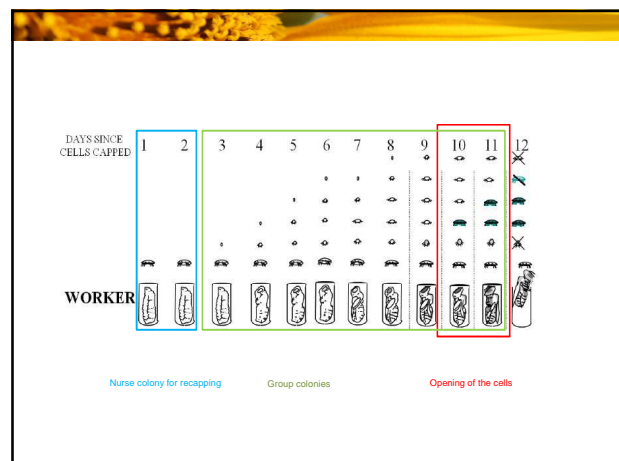 DAYS SINCE
CELLS CAPPED 1 2 3 4 5 6 7 8 9 10 11 12
WORKER
Nurse colony for recapping Group colonies Opening of the cells